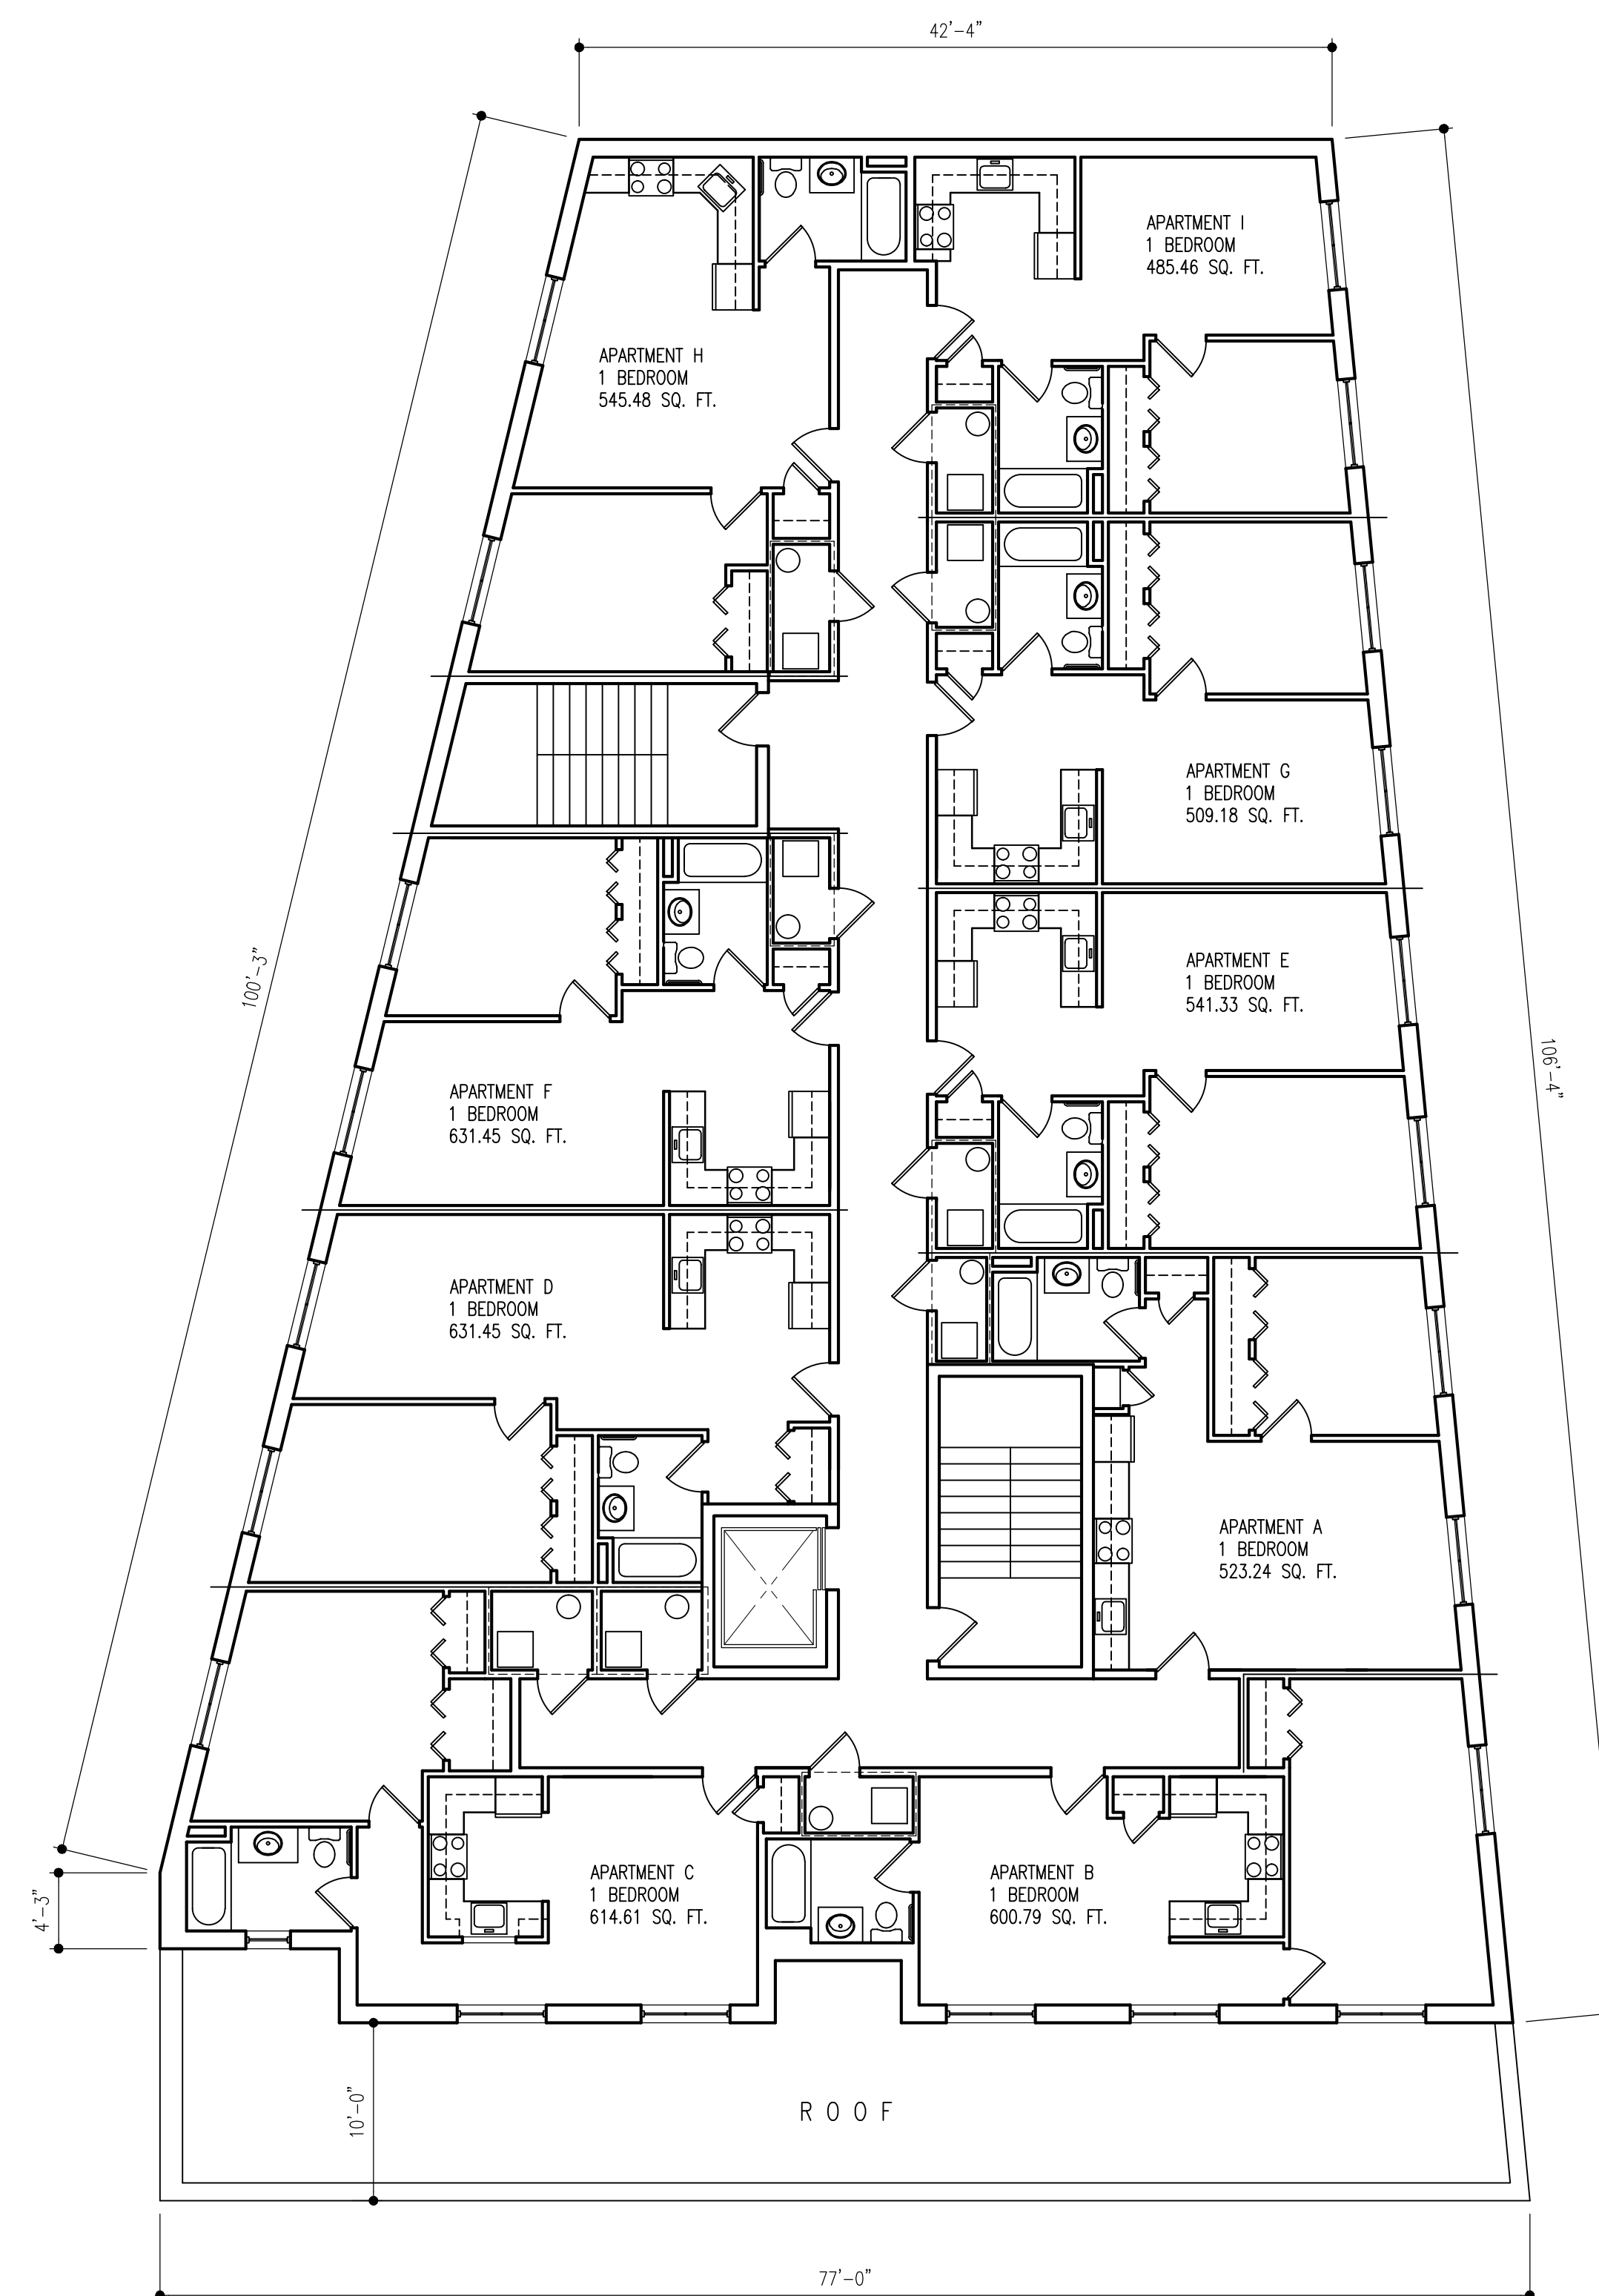 42'-4"
APARTMENT I
1 BEDROOM
485.46 SQ. FT.
APARTMENT H
1 BEDROOM
545.48 SQ. FT.
APARTMENT G
1 BEDROOM
509.18 SQ. FT.
100'-3"
APARTMENT E
1 BEDROOM
541.33 SQ. FT.
106'-4"
APARTMENT F
1 BEDROOM
631.45 SQ. FT.
APARTMENT D
1 BEDROOM
631.45 SQ. FT.
APARTMENT A
1 BEDROOM
523.24 SQ. FT.
APARTMENT C
1 BEDROOM
614.61 SQ. FT.
APARTMENT B
1 BEDROOM
600.79 SQ. FT.
4'-3"
10'-0"
ROOF
77'-0"